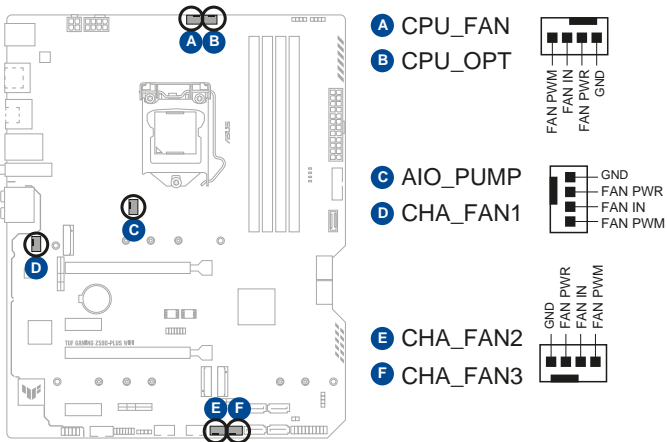 A CPU_FAN
B CPU_OPT
FAN PWM
FAN IN
FAN PWR
GND
C AIO_PUMP
D CHA_FAN1
GND
FAN PWR
FAN IN
FAN PWM
E CHA_FAN2
F CHA_FAN3
GND
FAN PWR
FAN IN
FAN PWM
A
B
/ISUS
C
D
TUF GAMING Z590-PLUS WIFI
E
F